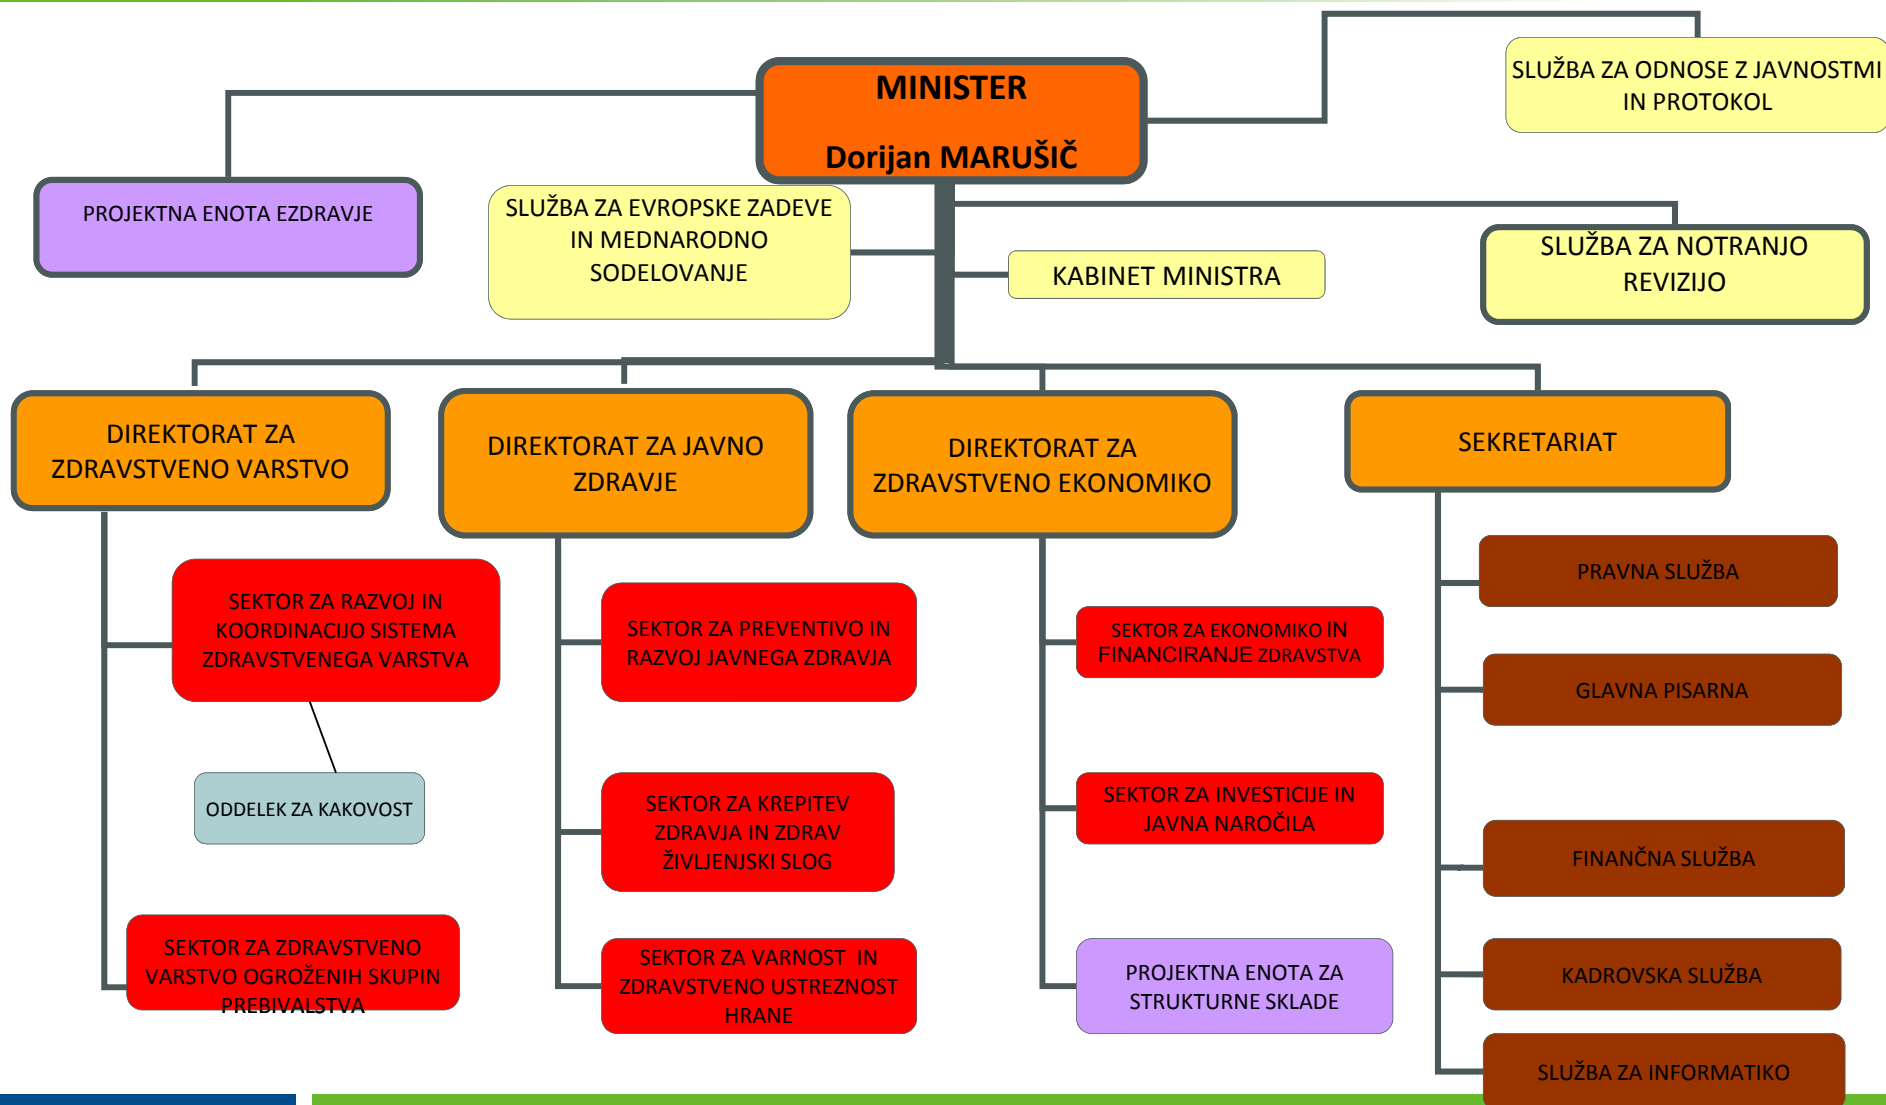 SLUŽBA ZA ODNOSE Z JAVNOSTMI
IN PROTOKOL
MINISTER
Dorijan MARUŠIČ
PROJEKTNA ENOTA EZDRAVJE
SLUŽBA ZA EVROPSKE ZADEVE
IN MEDNARODNO
SODELOVANJE
KABINET MINISTRA
SLUŽBA ZA NOTRANJO
REVIZIJO
DIREKTORAT ZA
ZDRAVSTVENO VARSTVO
DIREKTORAT ZA JAVNO
ZDRAVJE
DIREKTORAT ZA
ZDRAVSTVENO EKONOMIKO
SEKRETARIAT
SEKTOR ZA RAZVOJ IN
KOORDINACIJO SISTEMA
ZDRAVSTVENEGA VARSTVA
ODDELEK ZA KAKOVOST
SEKTOR ZA ZDRAVSTVENO
VARSTVO OGROŽENIH SKUPIN
PREBIVALSTVA
SEKTOR ZA PREVENTIVO IN
RAZVOJ JAVNEGA ZDRAVJA
SEKTOR ZA KREPITEV
ZDRAVJA IN ZDRAV
ŽIVLJENJSKI SLOG
SEKTOR ZA VARNOST IN
ZDRAVSTVENO USTREZNOST
HRANE
SEKTOR ZA EKONOMIKO IN
FINANCIRANJE ZDRAVSTVA
SEKTOR ZA INVESTICIJE IN
JAVNA NAROČILA
PROJEKTNA ENOTA ZA
STRUKTURNE SKLADE
PRAVNA SLUŽBA
GLAVNA PISARNA
FINANČNA SLUŽBA
KADROVSKA SLUŽBA
SLUŽBA ZA INFORMATIKO